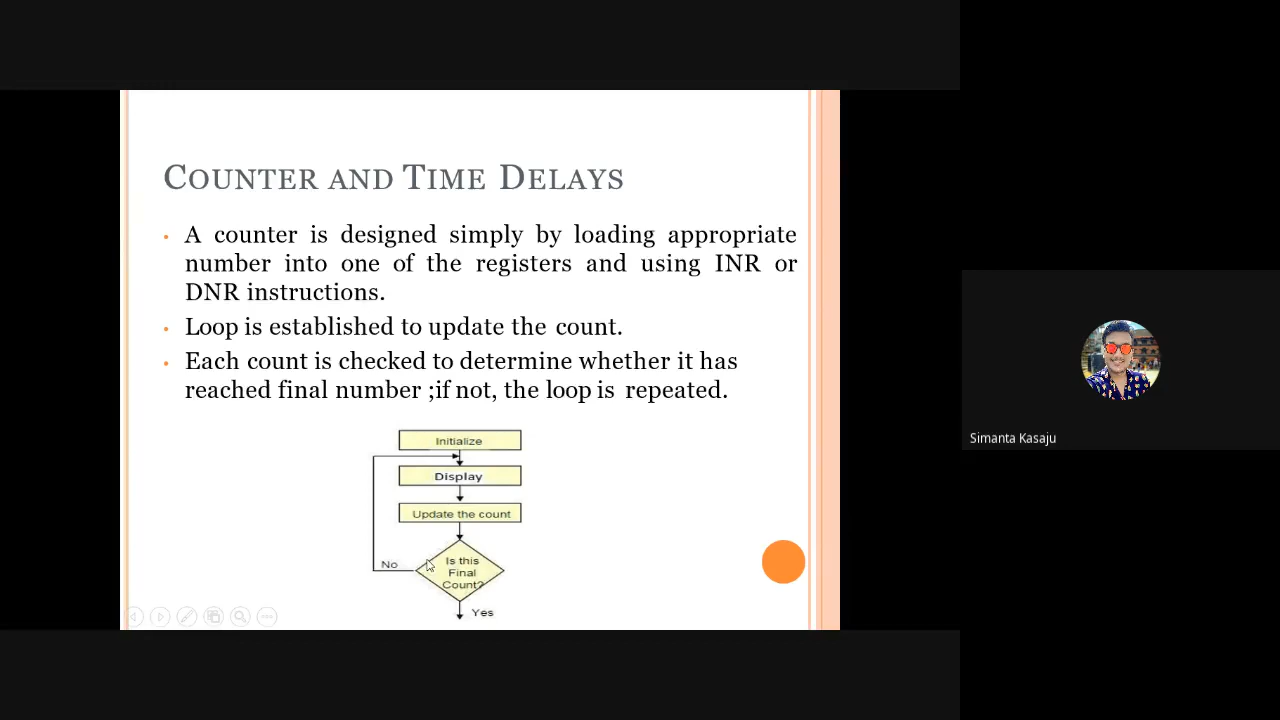 COUNTER AND TIME DELAYS
• A counter is designed simply by loading appropriate
number into one of the registers and using INR or
DNR instructions.
• Loop is established to update the count.
• Each count is checked to determine whether it has
reached final number ;if not, the loop is repeated.
Initialize
Display
Update the count
Is this
Final
Count?
No
Yes
Simanta Kasaju